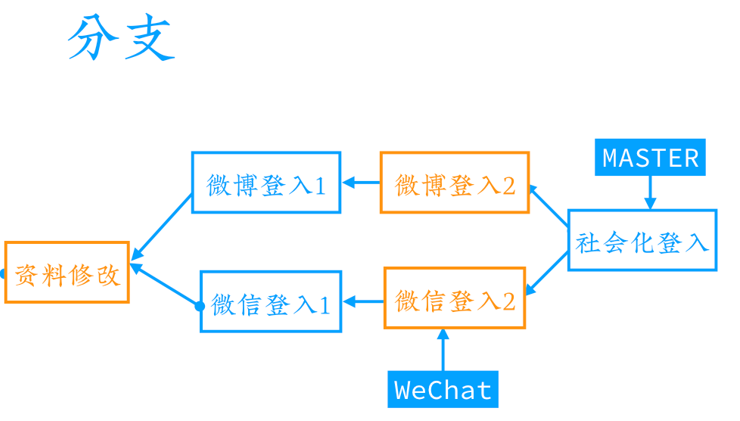 分支
MASTER
微博登入1
微博登入2
社会化登入
资料修改
微信登入1
微信登入2
WeChat